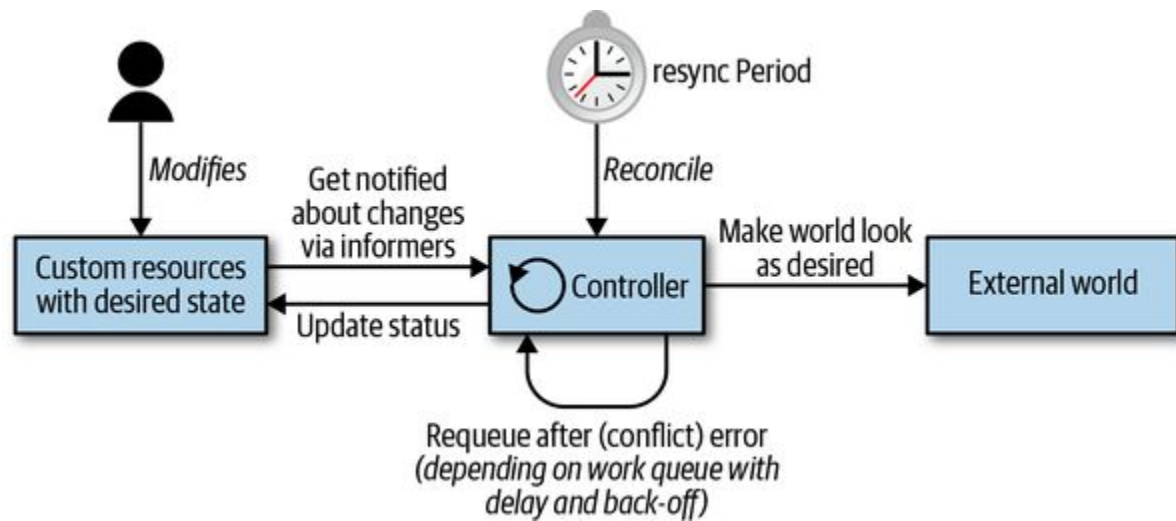 resync Period
Modifies
Reconcile
Get notified
about changes
via informers
Make world look
as desired
Custom resources
with desired state
Controller
External world
Update status
Requeue after (conflict) error
(depending on work queue with
delay and back-off)